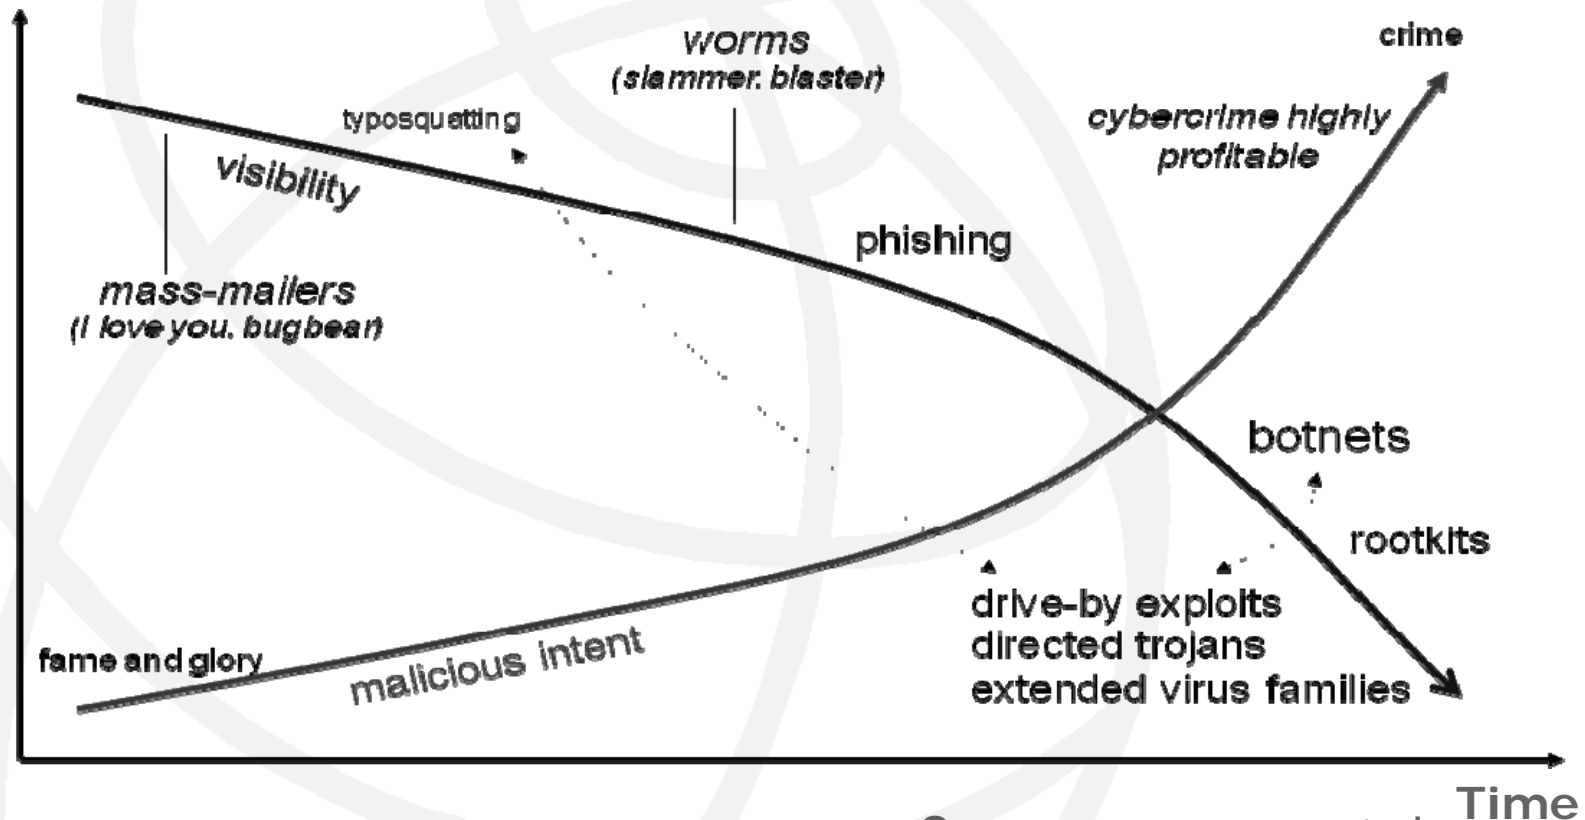 worms
(slammer. blaster)
crime
typosquatting
cybercrime highly
profitable
visibility
phishing
mass-mailers
(I love you. bugbear)
botnets
rootkits
drive-by exploits
directed trojans
extended virus families
fame and glory
malicious intent
Time